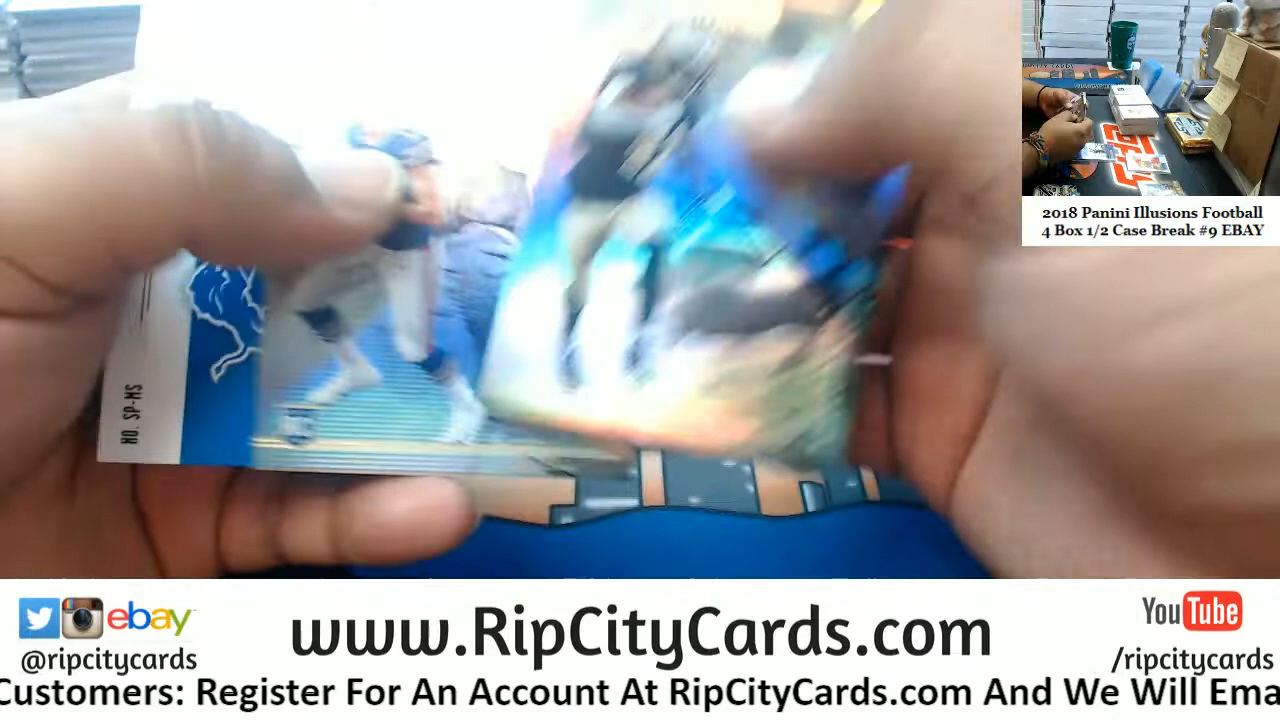 NO. SP-MS
2018 Panini Illusions Football
4 Box 1/2 Case Break #9 EBAY
ebay
www.RipCityCards.com
YouTube
@ripcitycards
/ripcitycards
Customers: Register For An Account At RipCityCards.com And We Will Ema